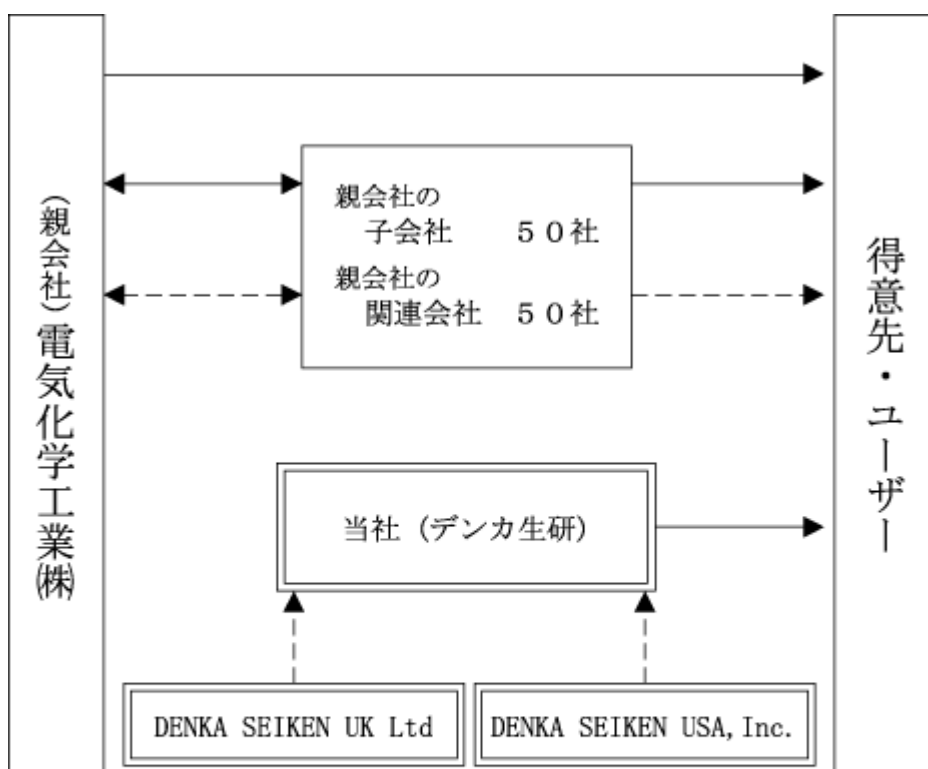 (親会社)電気化学工業㈱
親会社の
子会社 50社
親会社の
関連会社 50社
得意先・ユーザー
当社(デンカ生研)
DENKA SEIKEN UK Ltd
DENKA SEIKEN USA,Inc.